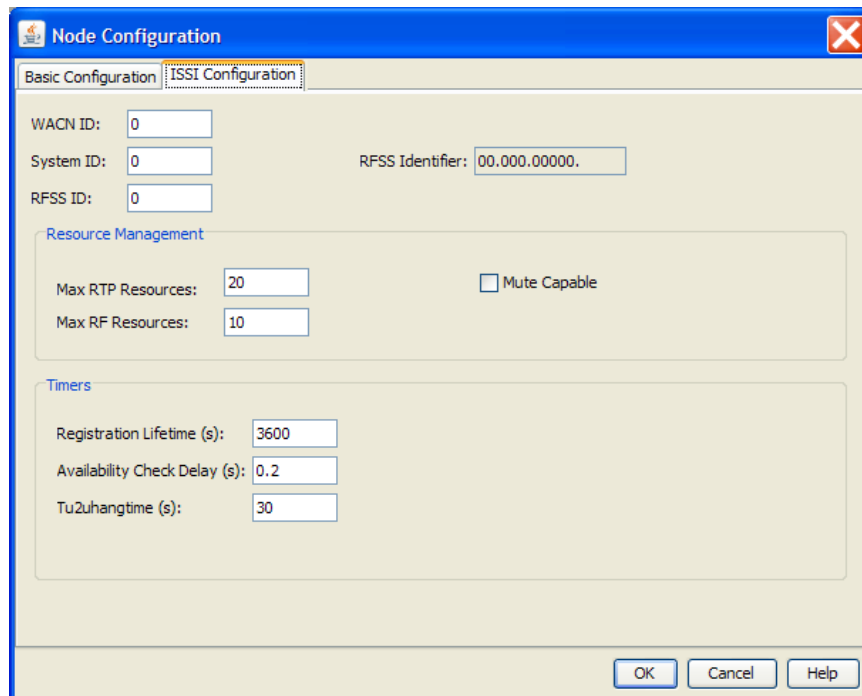 Node Configuration
Basic Configuration ISSI Configuration
WACN ID: 0
System ID: 0 RFSS Identifier: 00.000.00000.
RFSS ID: 0
Resource Management
Max RTP Resources: 20 Mute Capable
Max RF Resources: 10
Timers
Registration Lifetime (s): 3600
Availability Check Delay (s): 0.2
Tu2uhangtime (s): 30
OK Cancel Help